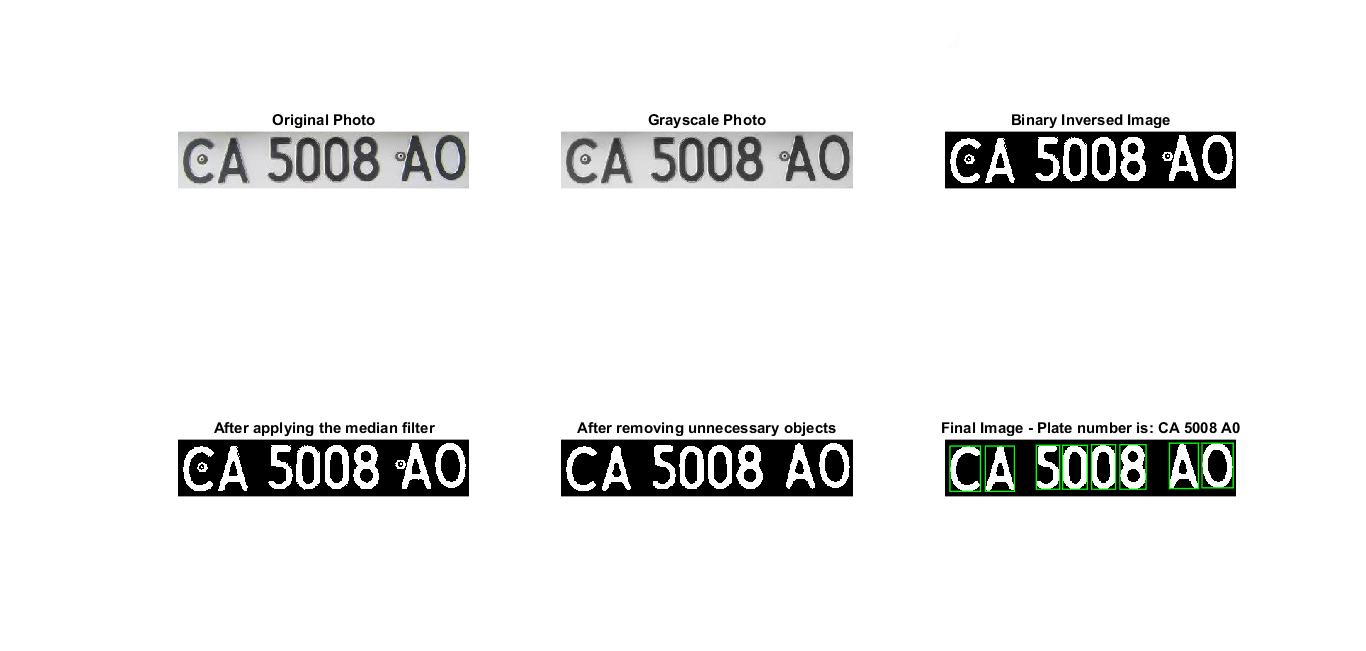 Original Photo
CA 5008 AO
Grayscale Photo
CA 5008 AO
Binary Inversed Image
CA 5008 AO
After applying the median filter
CA 5008 AO
After removing unnecessary objects
CA 5008 AO
Final Image - Plate number is: CA 5008 A0
CA 5008 AO